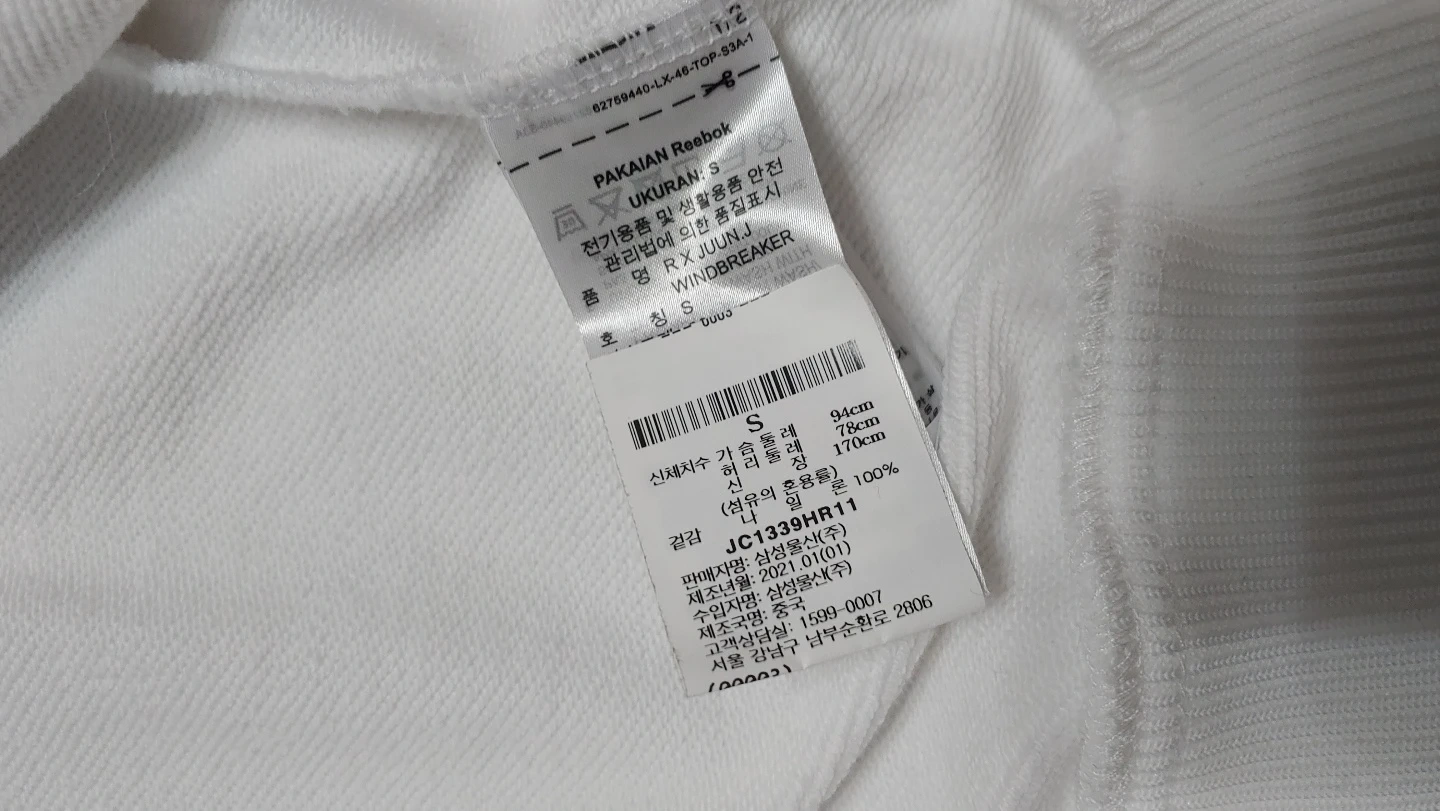 62759440-LX-46-TOP-S3A-1
PAKAIAN Reebok
UKURAN: S
전기용품 및 생활용품 안전
관리법에 의한 품질표시
품 명 R X JUUN.J
WINDBREAKER
호 칭 S
0003
S
신체치수 가슴둘레 94cm
허리둘레 78cm
신 장 170cm
(섬유의 혼용률)
겉감 나 일 론 100%
JC1339HR11
판매자명: 삼성물산(주)
제조년월: 2021.01(01)
수입자명: 삼성물산(주)
제조국명: 중국
고객상담실: 1599-0007
서울 강남구 남부순환로 2806
(00003)